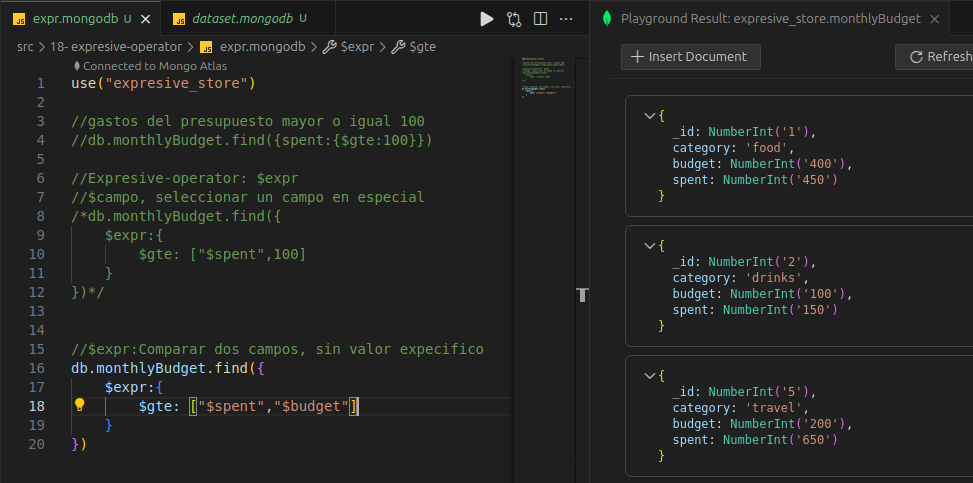 JS expr.mongodb U
JS dataset.mongodb U
src > 18- expresive-operator > JS expr.mongodb > $expr > $gte
Connected to Mongo Atlas
1 use("expresive_store")
2
3 //gastos del presupuesto mayor o igual 100
4 //db.monthlyBudget.find({spent:{$gte:100}})
5
6 //Expresive-operator: $expr
7 //$campo, seleccionar un campo en especial
8 /*db.monthlyBudget.find({
9 $expr:{
10 $gte: ["$spent",100]
11 }
12 })*/
13
14
15 //$expr:Comparar dos campos, sin valor expecifico
16 db.monthlyBudget.find({
17 $expr:{
18 $gte: ["$spent","$budget"]
19 }
20 })
Playground Result: expresive_store.monthlyBudget
Insert Document
Refresh
{
_id: NumberInt('1'),
category: 'food',
budget: NumberInt('400'),
spent: NumberInt('450')
}
{
_id: NumberInt('2'),
category: 'drinks',
budget: NumberInt('100'),
spent: NumberInt('150')
}
{
_id: NumberInt('5'),
category: 'travel',
budget: NumberInt('200'),
spent: NumberInt('650')
}